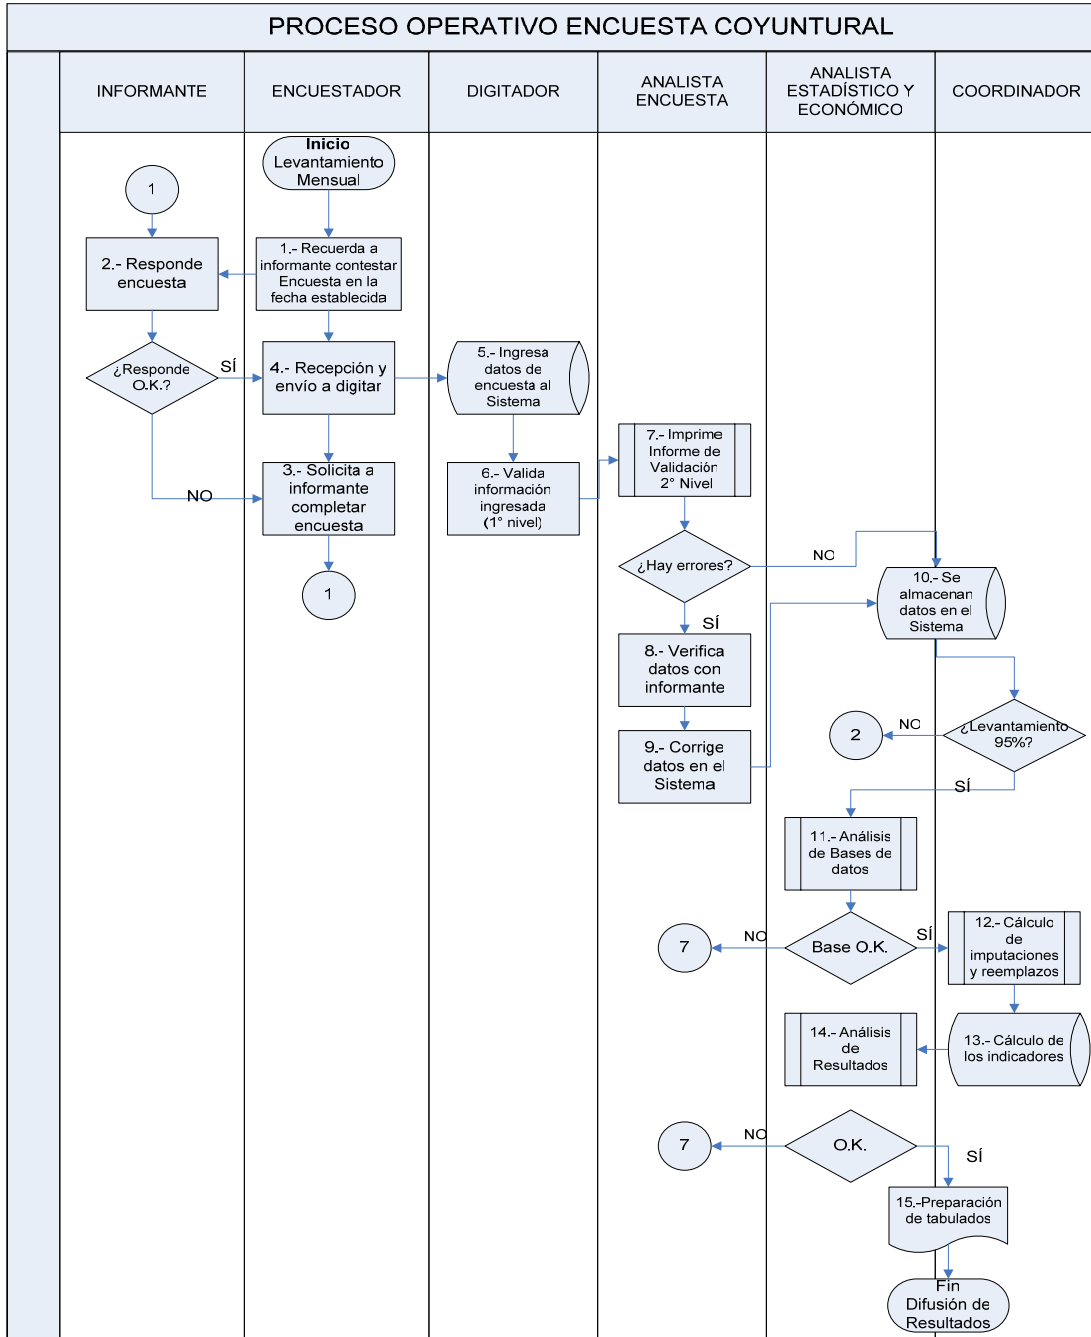 PROCESO OPERATIVO ENCUESTA COYUNTURAL
INFORMANTE
ENCUESTADOR
DIGITADOR
ANALISTA
ENCUESTA
ANALISTA
ESTADÍSTICO Y
ECONÓMICO
COORDINADOR
Inicio
Levantamiento
Mensual
1
1.- Recuerda a
informante contestar
Encuesta en la
fecha establecida
2.- Responde
encuesta
¿Responde
O.K.?
SÍ
NO
4.- Recepción y
envío a digitar
3.- Solicita a
informante
completar
encuesta
1
5.- Ingresa
datos de
encuesta al
Sistema
6.- Valida
información
ingresada
(1° nivel)
7.- Imprime
Informe de
Validación
2° Nivel
¿Hay errores?
NO
SÍ
8.- Verifica
datos con
informante
9.- Corrige
datos en el
Sistema
10.- Se
almacenan
datos en el
Sistema
¿Levantamiento
95%?
NO
2
SÍ
11.- Análisis
de Bases de
datos
Base O.K.
NO
7
SÍ
12.- Cálculo
de
imputaciones
y reemplazos
13.- Cálculo de
los indicadores
14.- Análisis
de
Resultados
O.K.
NO
7
SÍ
15.-Preparación
de tabulados
Fin
Difusión de
Resultados